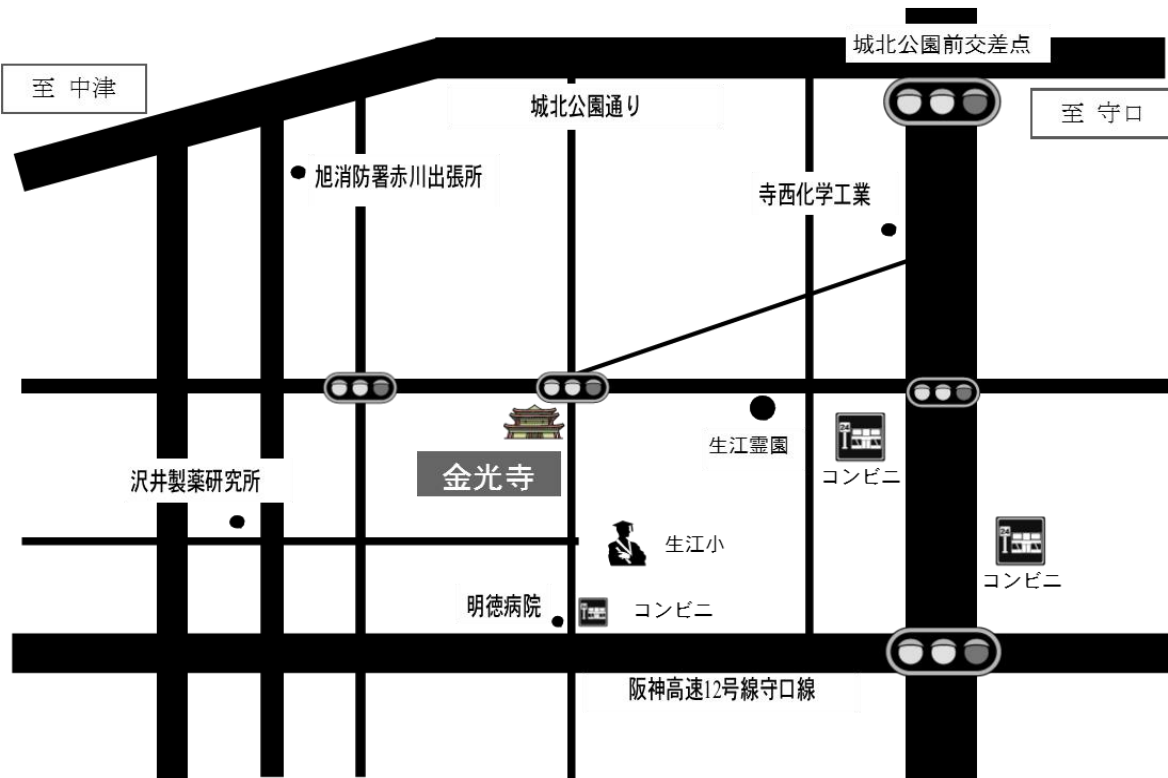 城北公園前交差点
至 中津
城北公園通り
至 守口
旭消防署赤川出張所
寺西化学工業
生江霊園
金光寺
沢井製薬研究所
24
コンビニ
24
コンビニ
生江小
明徳病院
コンビニ
阪神高速12号線守口線